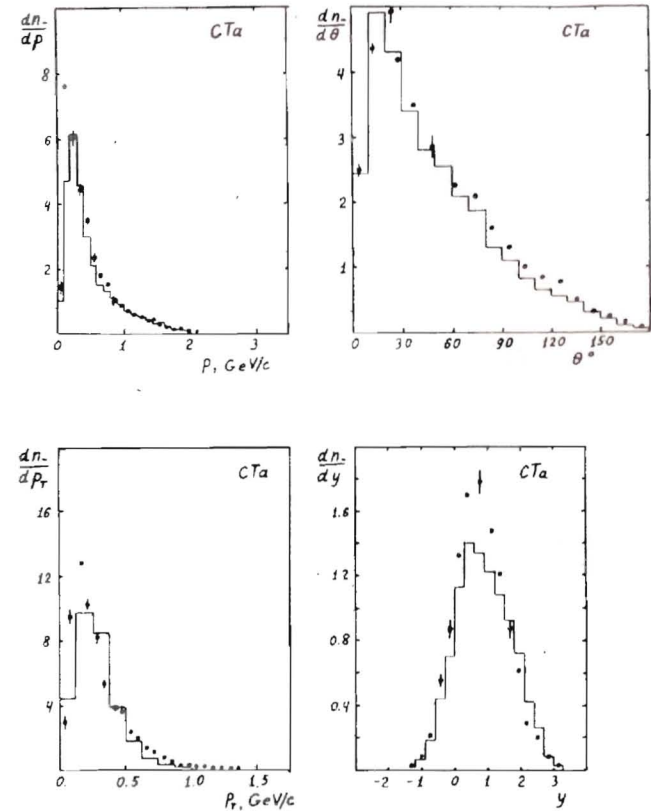 dn-
dp
CTa
8
6
4
2
0 1 2 3
P, GeV/c
dn-
dθ
CTa
4
3
2
1
0 30 60 90 120 150
θ°
dn-
dpT
CTa
16
12
8
4
0. 0.5 1.0 1.5
PT, GeV/c
dn-
dy
CTa
1.6
1.2
0.8
0.4
-2 -1 0 1 2 3
y